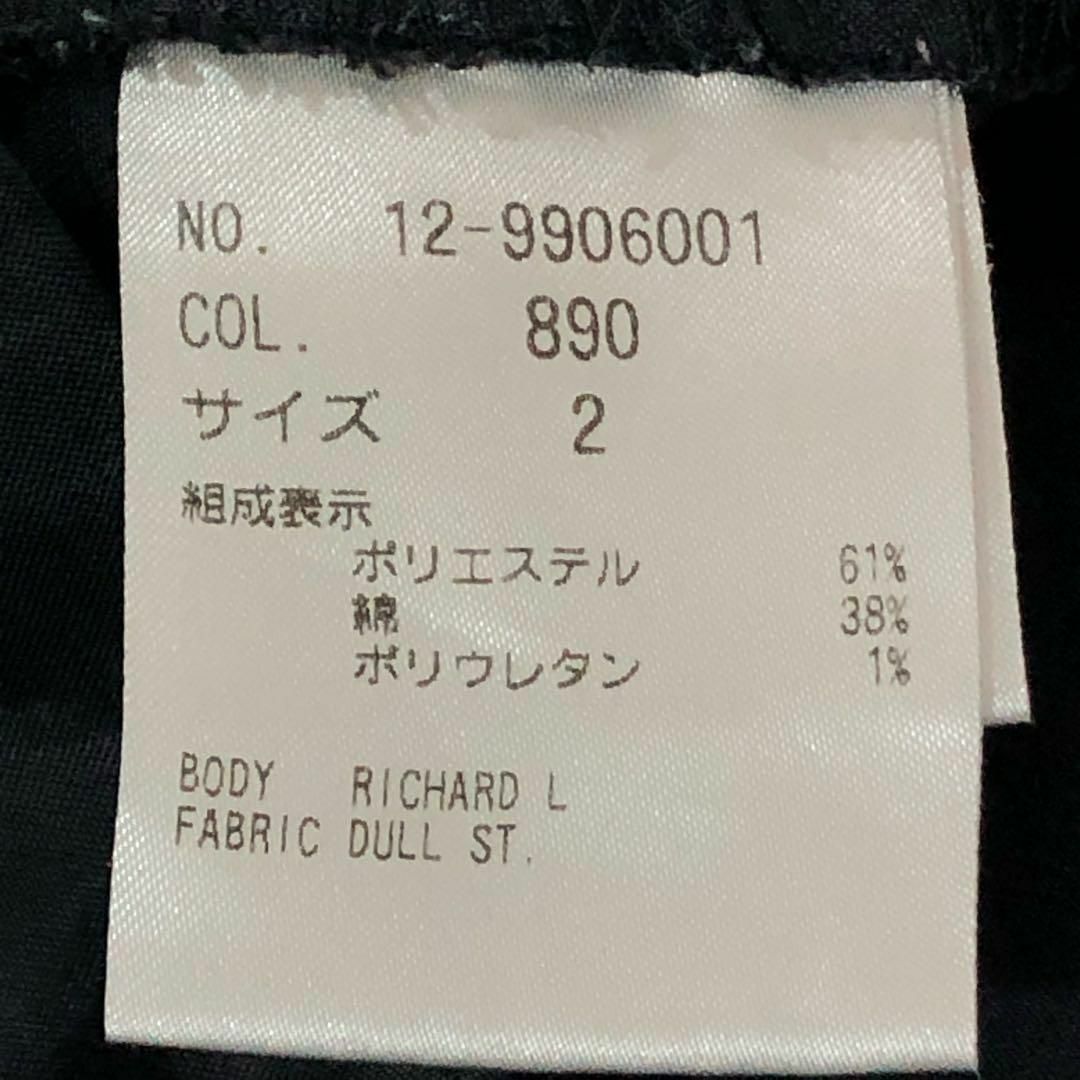 NO. 12-9906001
COL. 890
サイズ 2
組成表示
ポリエステル 61%
綿 38%
ポリウレタン 1%
BODY RICHARD L
FABRIC DULL ST.